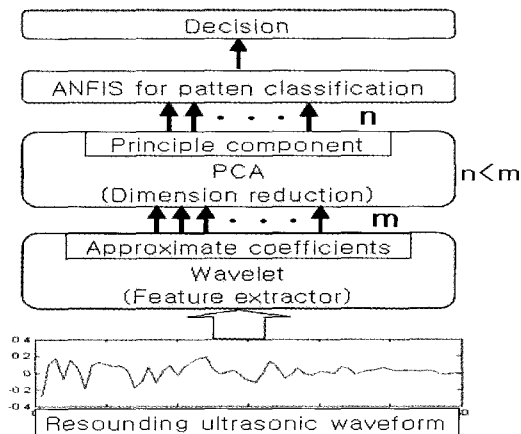 Decision
ANFIS for patten classification
· · · n
Principle component
PCA
(Dimension reduction)
n<m
· · · m
Approximate coefficients
Wavelet
(Feature extractor)
0.4
0.2
0
-0.2
-0.4
Resounding ultrasonic waveform